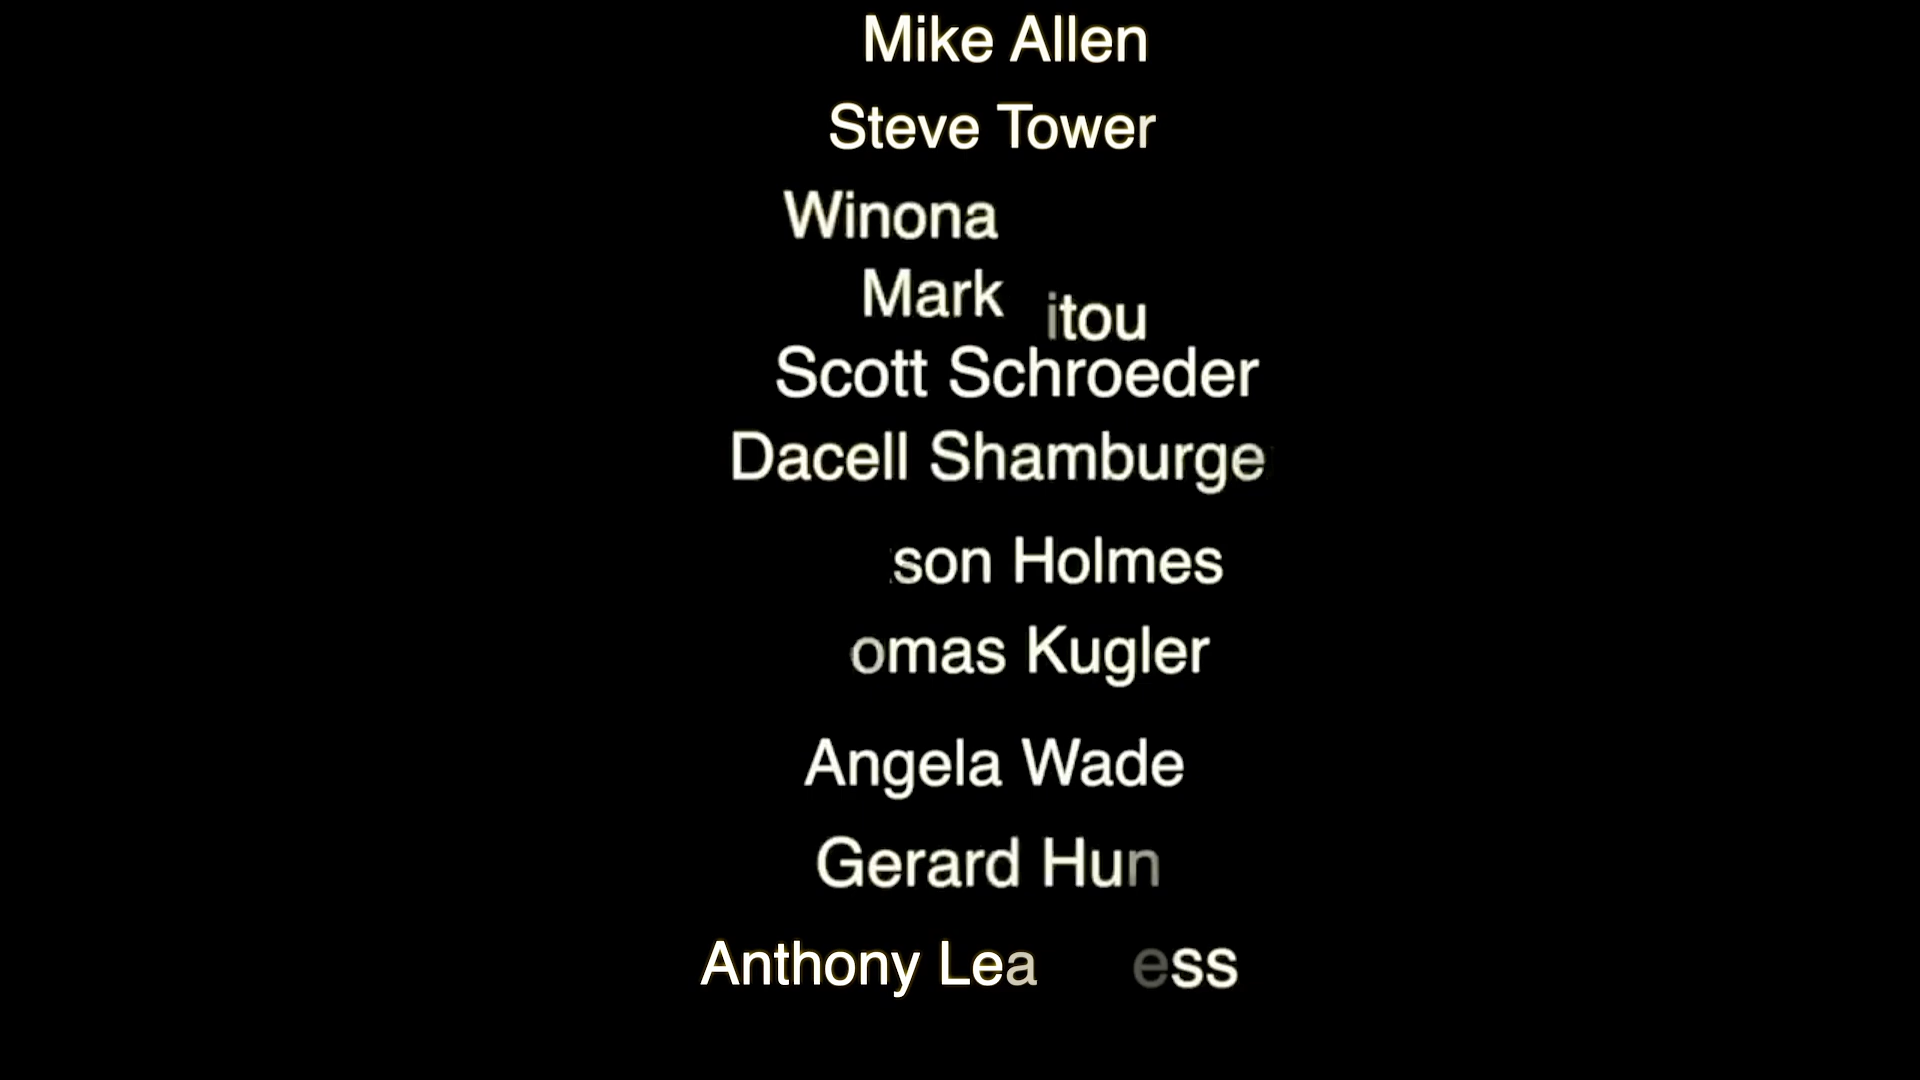 Mike Allen
Steve Tower
Winona
Mark itou
Scott Schroeder
Dacell Shamburge
son Holmes
omas Kugler
Angela Wade
Gerard Hun
Anthony Lea ess